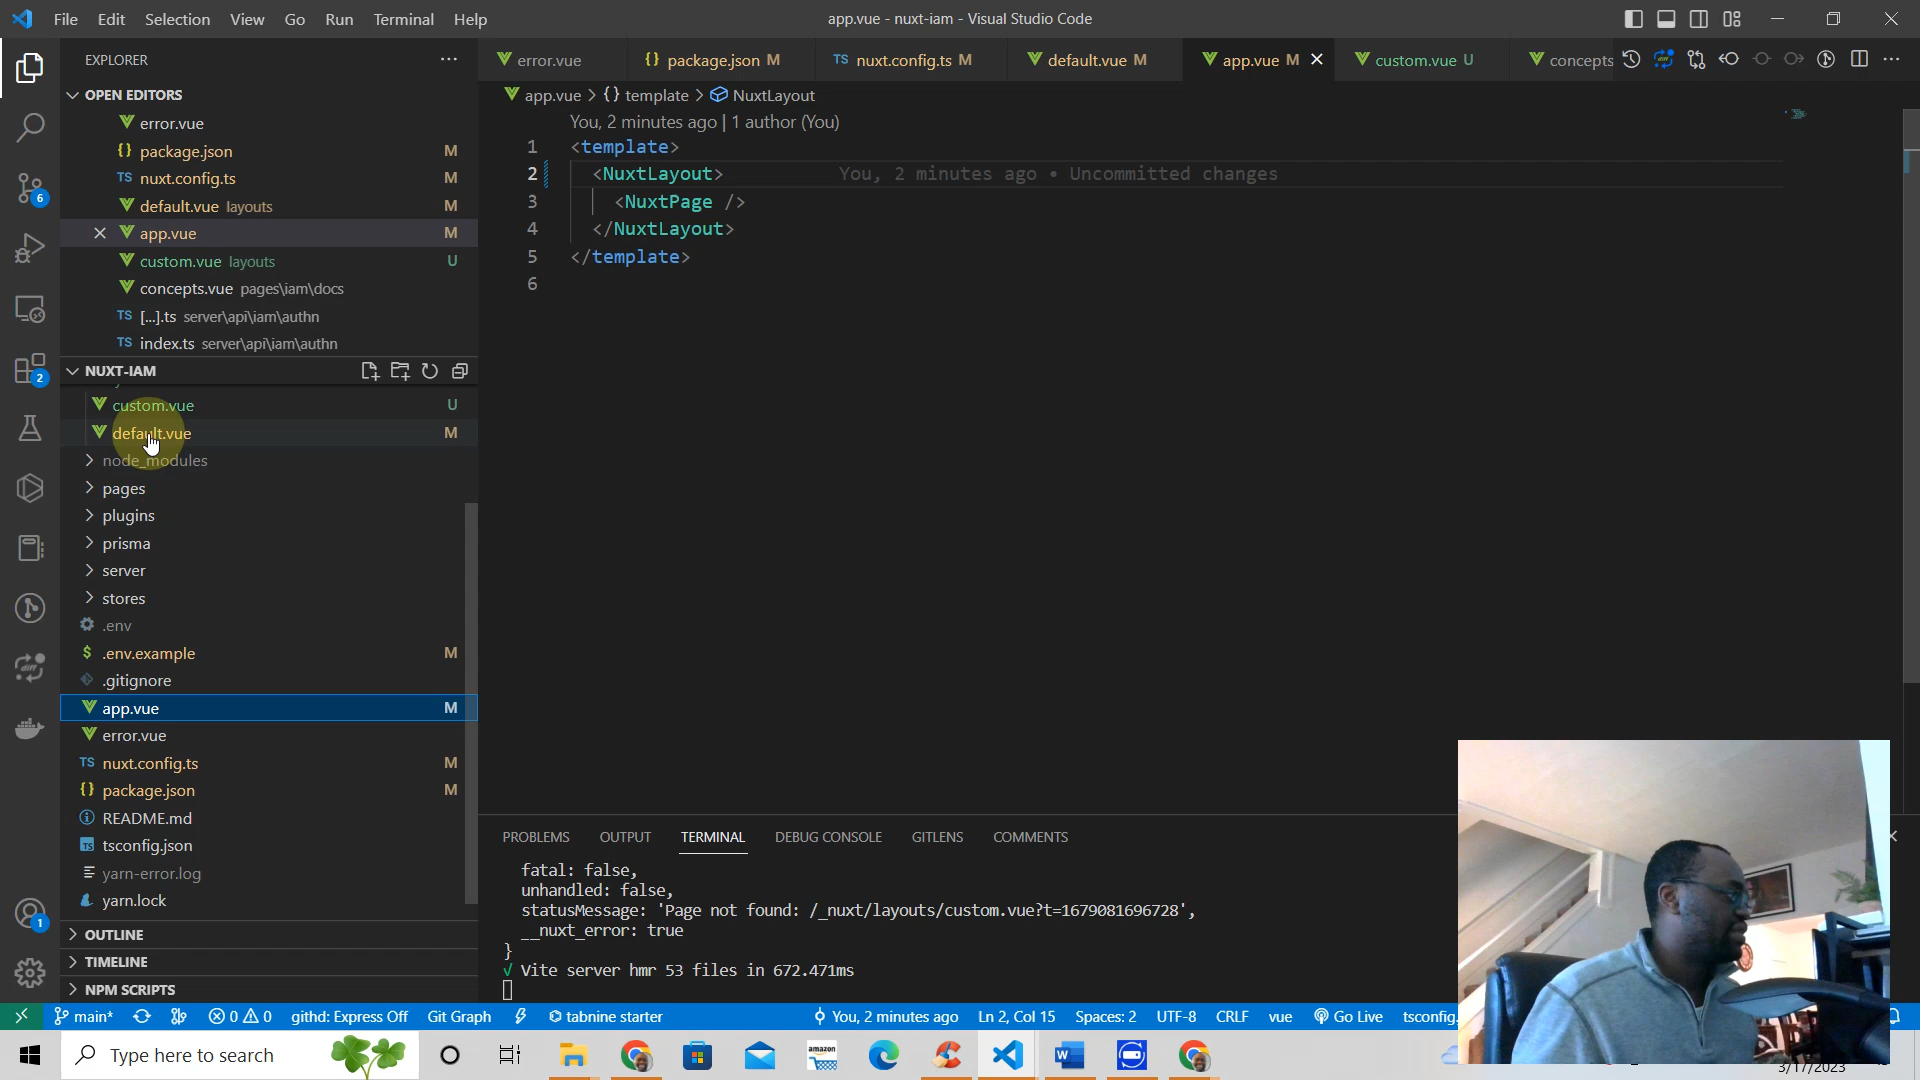 File Edit Selection View Go Run Terminal Help
app.vue - nuxt-iam - Visual Studio Code
EXPLORER
OPEN EDITORS
error.vue
package.json M
nuxt.config.ts M
default.vue layouts M
app.vue M
custom.vue layouts U
concepts.vue pages\iam\docs
[...].ts server\api\iam\authn
index.ts server\api\iam\authn
NUXT-IAM
custom.vue U
default.vue M
node_modules
pages
plugins
prisma
server
stores
.env
.env.example M
.gitignore
app.vue M
error.vue
nuxt.config.ts M
package.json M
README.md
tsconfig.json
yarn-error.log
yarn.lock
OUTLINE
TIMELINE
NPM SCRIPTS
error.vue package.json M nuxt.config.ts M default.vue M app.vue M custom.vue U concepts
app.vue > {} template > NuxtLayout
You, 2 minutes ago | 1 author (You)
1 <template>
2 <NuxtLayout> You, 2 minutes ago • Uncommitted changes
3 <NuxtPage />
4 </NuxtLayout>
5 </template>
6
PROBLEMS OUTPUT TERMINAL DEBUG CONSOLE GITLENS COMMENTS
fatal: false,
unhandled: false,
statusMessage: 'Page not found: /_nuxt/layouts/custom.vue?t=1679081696728',
__nuxt_error: true
}
√ Vite server hmr 53 files in 672.471ms
6
2
1
main* 0 0 githd: Express Off Git Graph tabnine starter You, 2 minutes ago Ln 2, Col 15 Spaces: 2 UTF-8 CRLF vue Go Live tsconfig.
Type here to search
amazon
3/17/2023